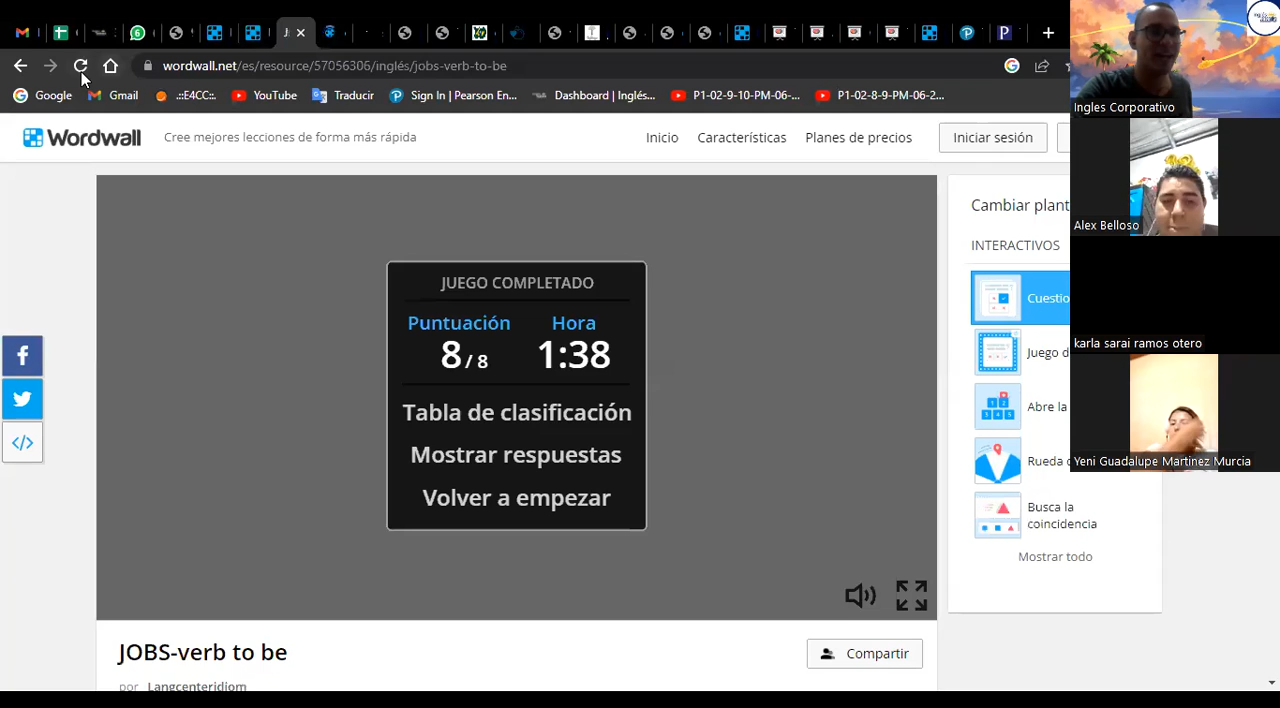 J
wordwall.net/es/resource/57056306/inglés/jobs-verb-to-be
Google
Gmail
.::E4CC::.
YouTube
Traducir
Sign In | Pearson En...
Dashboard | Inglés...
P1-02-9-10-PM-06-...
P1-02-8-9-PM-06-2...
Wordwall
Cree mejores lecciones de forma más rápida
Inicio
Características
Planes de precios
Iniciar sesión
Cambiar plant
INTERACTIVOS
Cuestio
Juego d
Abre la
Rueda
Busca la
coincidencia
Mostrar todo
JUEGO COMPLETADO
Puntuación
Hora
8/ 8
1:38
Tabla de clasificación
Mostrar respuestas
Volver a empezar
JOBS-verb to be
Compartir
por Langcenteridiom
Ingles Corporativo
Alex Belloso
karla sarai ramos otero
Yeni Guadalupe Martinez Murcia